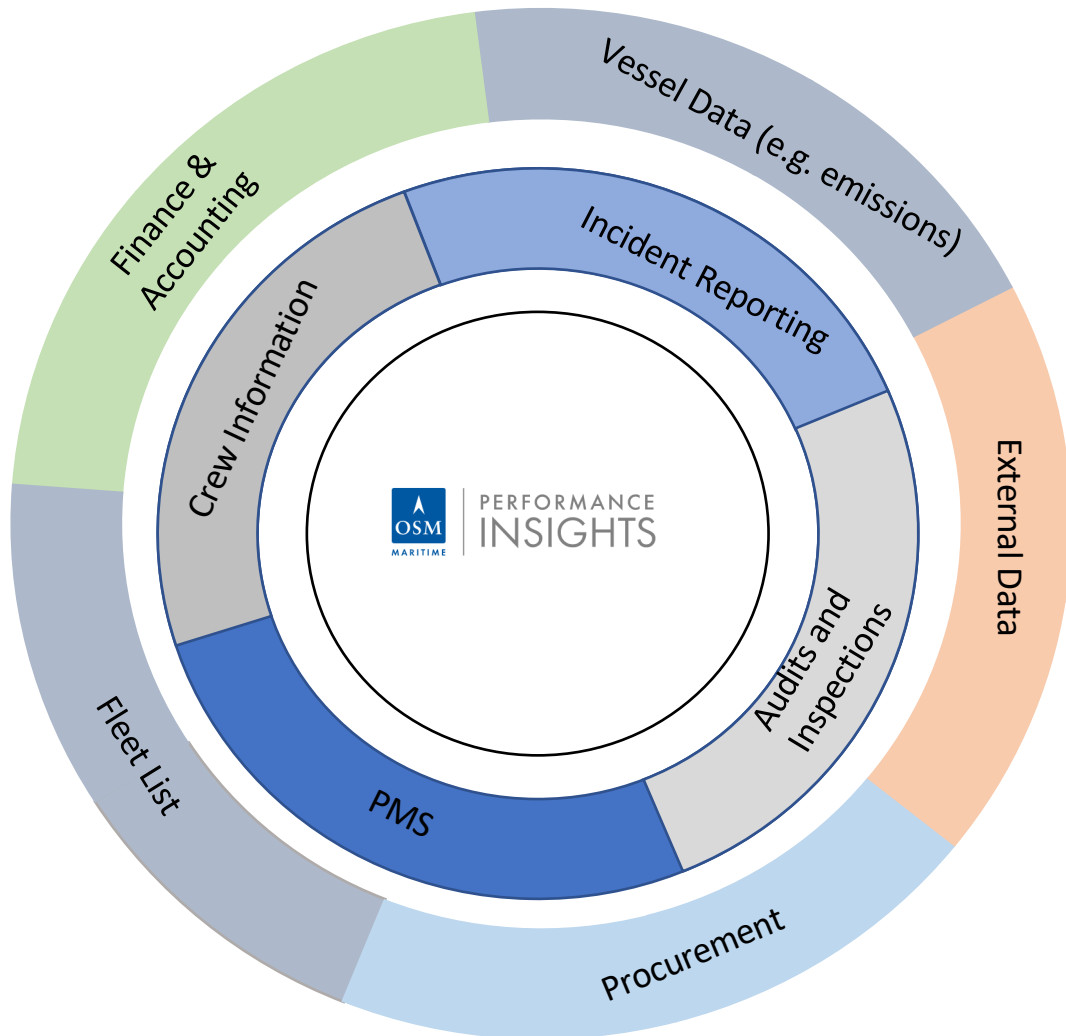 Vessel Data (e.g. emissions)
Finance &
Accounting
Incident Reporting
Crew Information
External Data
OSM
MARITIME
PERFORMANCE
INSIGHTS
Audits and
Inspections
Fleet List
PMS
Procurement